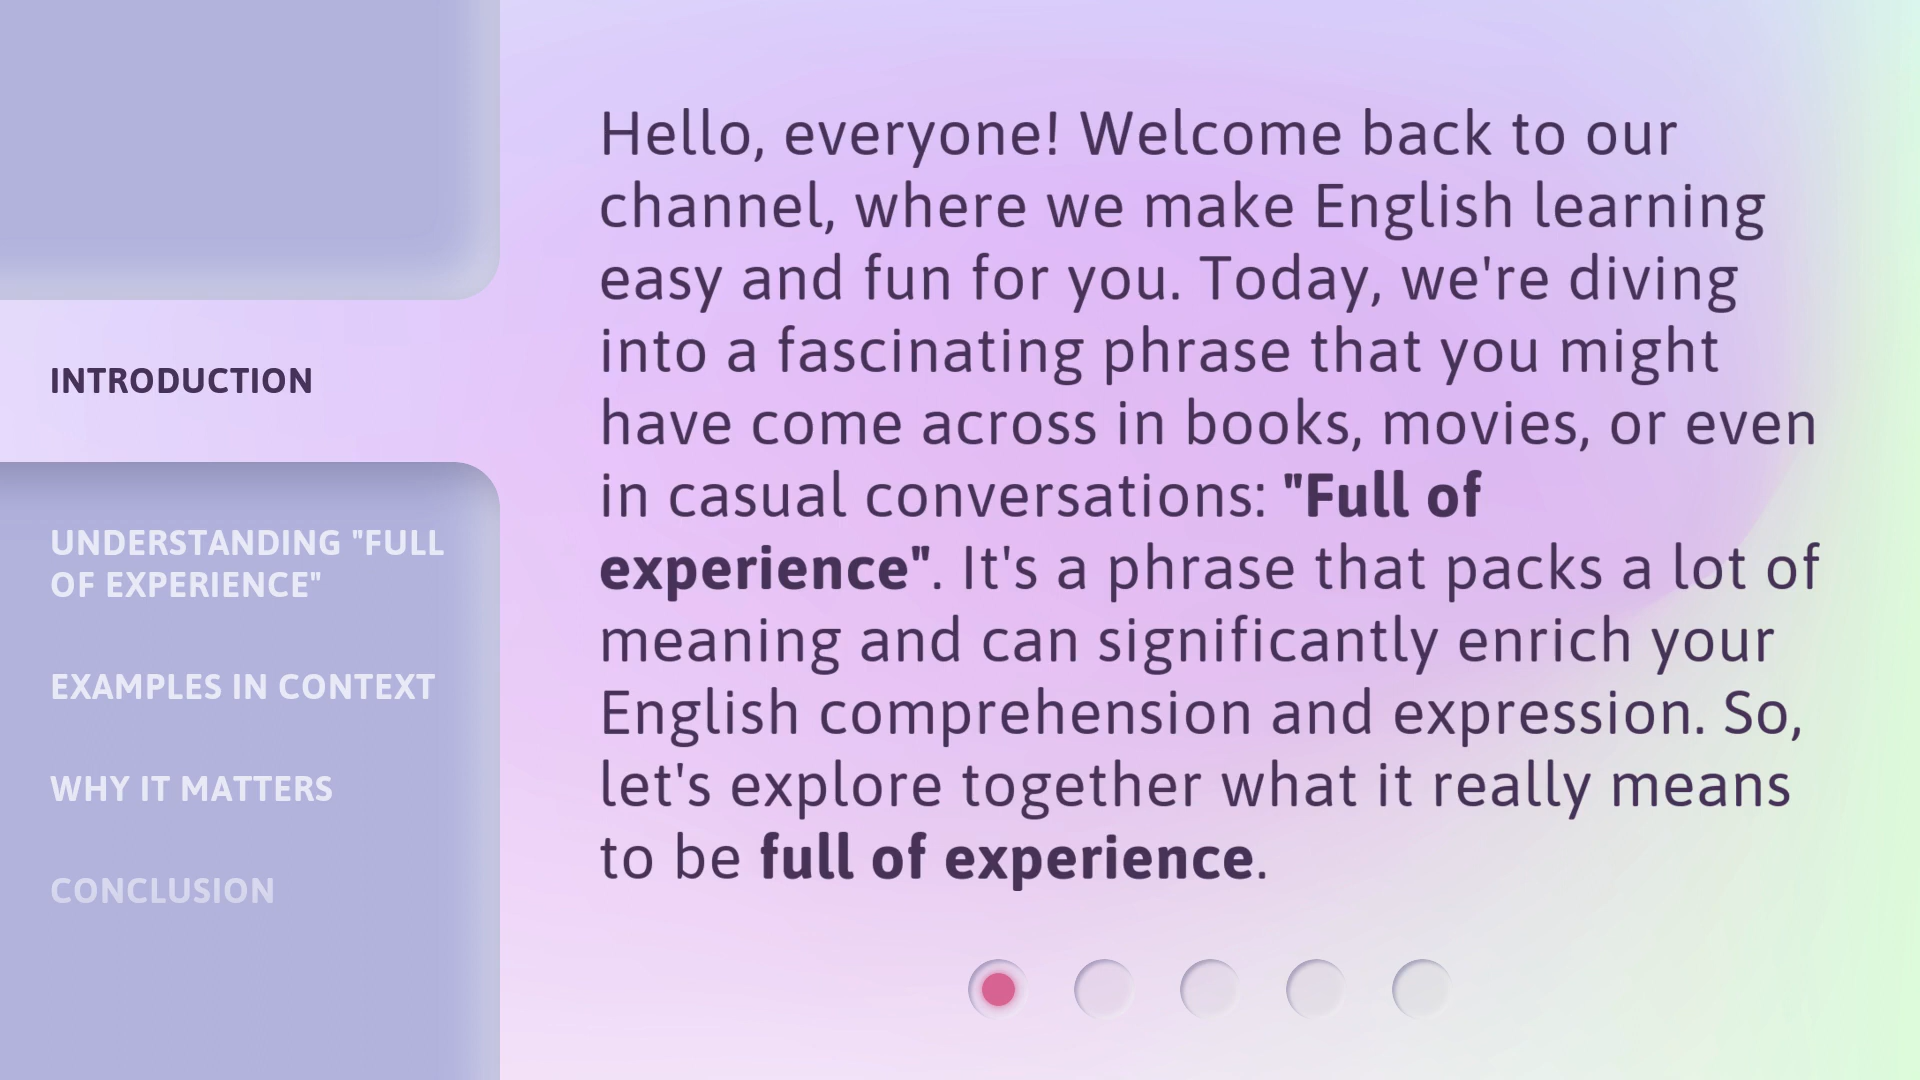 INTRODUCTION
UNDERSTANDING "FULL
OF EXPERIENCE"
EXAMPLES IN CONTEXT
WHY IT MATTERS
CONCLUSION
Hello, everyone! Welcome back to our
channel, where we make English learning
easy and fun for you. Today, we're diving
into a fascinating phrase that you might
have come across in books, movies, or even
in casual conversations: "Full of
experience". It's a phrase that packs a lot of
meaning and can significantly enrich your
English comprehension and expression. So,
let's explore together what it really means
to be full of experience.